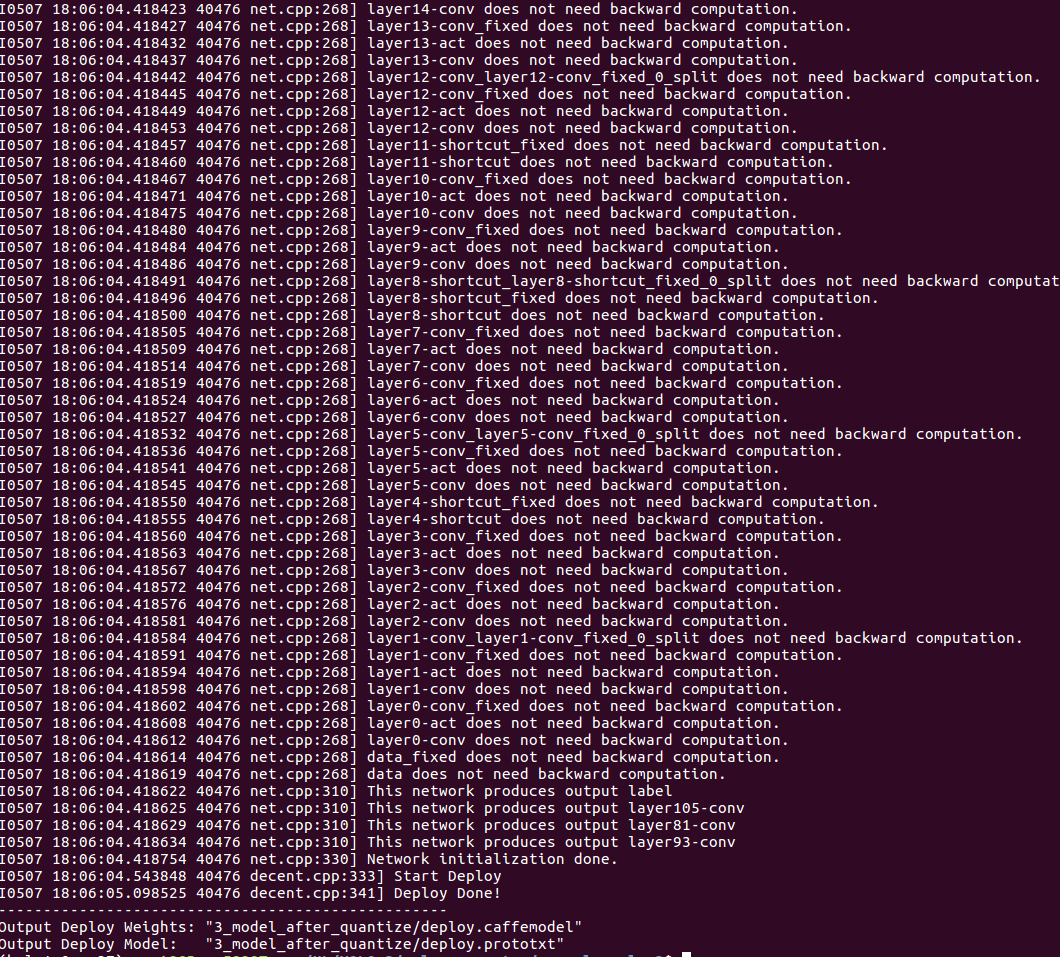 I0507 18:06:04.418423 40476 net.cpp:268] layer14-conv does not need backward computation.
I0507 18:06:04.418427 40476 net.cpp:268] layer13-conv_fixed does not need backward computation.
I0507 18:06:04.418432 40476 net.cpp:268] layer13-act does not need backward computation.
I0507 18:06:04.418437 40476 net.cpp:268] layer13-conv does not need backward computation.
I0507 18:06:04.418442 40476 net.cpp:268] layer12-conv_layer12-conv_fixed_0_split does not need backward computation.
I0507 18:06:04.418445 40476 net.cpp:268] layer12-conv_fixed does not need backward computation.
I0507 18:06:04.418449 40476 net.cpp:268] layer12-act does not need backward computation.
I0507 18:06:04.418453 40476 net.cpp:268] layer12-conv does not need backward computation.
I0507 18:06:04.418457 40476 net.cpp:268] layer11-shortcut_fixed does not need backward computation.
I0507 18:06:04.418460 40476 net.cpp:268] layer11-shortcut does not need backward computation.
I0507 18:06:04.418467 40476 net.cpp:268] layer10-conv_fixed does not need backward computation.
I0507 18:06:04.418471 40476 net.cpp:268] layer10-act does not need backward computation.
I0507 18:06:04.418475 40476 net.cpp:268] layer10-conv does not need backward computation.
I0507 18:06:04.418480 40476 net.cpp:268] layer9-conv_fixed does not need backward computation.
I0507 18:06:04.418484 40476 net.cpp:268] layer9-act does not need backward computation.
I0507 18:06:04.418486 40476 net.cpp:268] layer9-conv does not need backward computation.
I0507 18:06:04.418491 40476 net.cpp:268] layer8-shortcut_layer8-shortcut_fixed_0_split does not need backward computat
I0507 18:06:04.418496 40476 net.cpp:268] layer8-shortcut_fixed does not need backward computation.
I0507 18:06:04.418500 40476 net.cpp:268] layer8-shortcut does not need backward computation.
I0507 18:06:04.418505 40476 net.cpp:268] layer7-conv_fixed does not need backward computation.
I0507 18:06:04.418509 40476 net.cpp:268] layer7-act does not need backward computation.
I0507 18:06:04.418514 40476 net.cpp:268] layer7-conv does not need backward computation.
I0507 18:06:04.418519 40476 net.cpp:268] layer6-conv_fixed does not need backward computation.
I0507 18:06:04.418524 40476 net.cpp:268] layer6-act does not need backward computation.
I0507 18:06:04.418527 40476 net.cpp:268] layer6-conv does not need backward computation.
I0507 18:06:04.418532 40476 net.cpp:268] layer5-conv_layer5-conv_fixed_0_split does not need backward computation.
I0507 18:06:04.418536 40476 net.cpp:268] layer5-conv_fixed does not need backward computation.
I0507 18:06:04.418541 40476 net.cpp:268] layer5-act does not need backward computation.
I0507 18:06:04.418545 40476 net.cpp:268] layer5-conv does not need backward computation.
I0507 18:06:04.418550 40476 net.cpp:268] layer4-shortcut_fixed does not need backward computation.
I0507 18:06:04.418555 40476 net.cpp:268] layer4-shortcut does not need backward computation.
I0507 18:06:04.418560 40476 net.cpp:268] layer3-conv_fixed does not need backward computation.
I0507 18:06:04.418563 40476 net.cpp:268] layer3-act does not need backward computation.
I0507 18:06:04.418567 40476 net.cpp:268] layer3-conv does not need backward computation.
I0507 18:06:04.418572 40476 net.cpp:268] layer2-conv_fixed does not need backward computation.
I0507 18:06:04.418576 40476 net.cpp:268] layer2-act does not need backward computation.
I0507 18:06:04.418581 40476 net.cpp:268] layer2-conv does not need backward computation.
I0507 18:06:04.418584 40476 net.cpp:268] layer1-conv_layer1-conv_fixed_0_split does not need backward computation.
I0507 18:06:04.418591 40476 net.cpp:268] layer1-conv_fixed does not need backward computation.
I0507 18:06:04.418594 40476 net.cpp:268] layer1-act does not need backward computation.
I0507 18:06:04.418598 40476 net.cpp:268] layer1-conv does not need backward computation.
I0507 18:06:04.418602 40476 net.cpp:268] layer0-conv_fixed does not need backward computation.
I0507 18:06:04.418608 40476 net.cpp:268] layer0-act does not need backward computation.
I0507 18:06:04.418612 40476 net.cpp:268] layer0-conv does not need backward computation.
I0507 18:06:04.418614 40476 net.cpp:268] data_fixed does not need backward computation.
I0507 18:06:04.418619 40476 net.cpp:268] data does not need backward computation.
I0507 18:06:04.418622 40476 net.cpp:310] This network produces output label
I0507 18:06:04.418625 40476 net.cpp:310] This network produces output layer105-conv
I0507 18:06:04.418629 40476 net.cpp:310] This network produces output layer81-conv
I0507 18:06:04.418634 40476 net.cpp:310] This network produces output layer93-conv
I0507 18:06:04.418754 40476 net.cpp:330] Network initialization done.
I0507 18:06:04.543848 40476 decent.cpp:333] Start Deploy
I0507 18:06:05.098525 40476 decent.cpp:341] Deploy Done!
--------------------------------------------------
Output Deploy Weights: "3_model_after_quantize/deploy.caffemodel"
Output Deploy Model:   "3_model_after_quantize/deploy.prototxt"